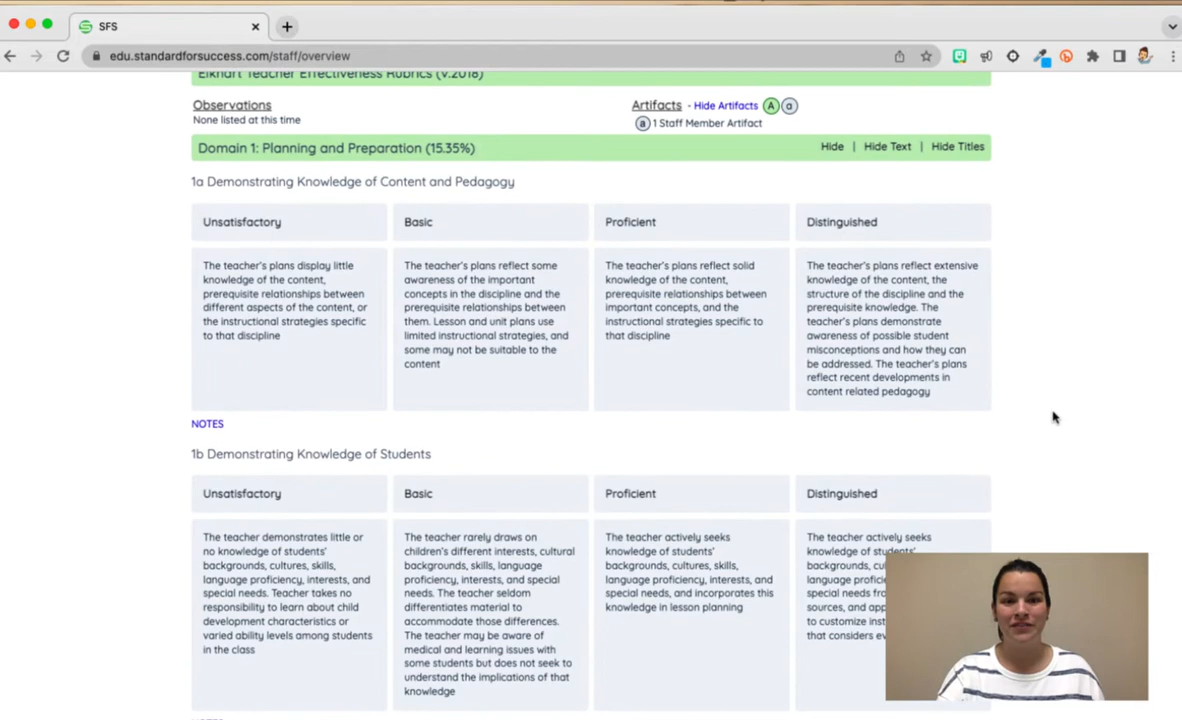 SFS
edu.standardforsuccess.com/staff/overview
Elkhart Teacher Effectiveness Rubrics (v.2018)
Observations
None listed at this time
Artifacts - Hide Artifacts A a
a 1 Staff Member Artifact
Domain 1: Planning and Preparation (15.35%)
Hide | Hide Text | Hide Titles
1a Demonstrating Knowledge of Content and Pedagogy
Unsatisfactory
Basic
Proficient
Distinguished
The teacher's plans display little
knowledge of the content,
prerequisite relationships between
different aspects of the content, or
the instructional strategies specific
to that discipline
The teacher's plans reflect some
awareness of the important
concepts in the discipline and the
prerequisite relationships between
them. Lesson and unit plans use
limited instructional strategies, and
some may not be suitable to the
content
The teacher's plans reflect solid
knowledge of the content,
prerequisite relationships between
important concepts, and the
instructional strategies specific to
that discipline
The teacher's plans reflect extensive
knowledge of the content, the
structure of the discipline and the
prerequisite knowledge. The
teacher's plans demonstrate
awareness of possible student
misconceptions and how they can
be addressed. The teacher's plans
reflect recent developments in
content related pedagogy
NOTES
1b Demonstrating Knowledge of Students
Unsatisfactory
Basic
Proficient
Distinguished
The teacher demonstrates little or
no knowledge of students'
backgrounds, cultures, skills,
language proficiency, interests, and
special needs. Teacher takes no
responsibility to learn about child
development characteristics or
varied ability levels among students
in the class
The teacher rarely draws on
children's different interests, cultural
backgrounds, skills, language
proficiency, interests, and special
needs. The teacher seldom
differentiates material to
accommodate those differences.
The teacher may be aware of
medical and learning issues with
some students but does not seek to
understand the implications of that
knowledge
The teacher actively seeks
knowledge of students'
backgrounds, cultures, skills,
language proficiency, interests, and
special needs, and incorporates this
knowledge in lesson planning
The teacher actively seeks
knowledge of students'
backgrounds, cu
language profici
special needs fr
sources, and app
to customize inst
that considers e